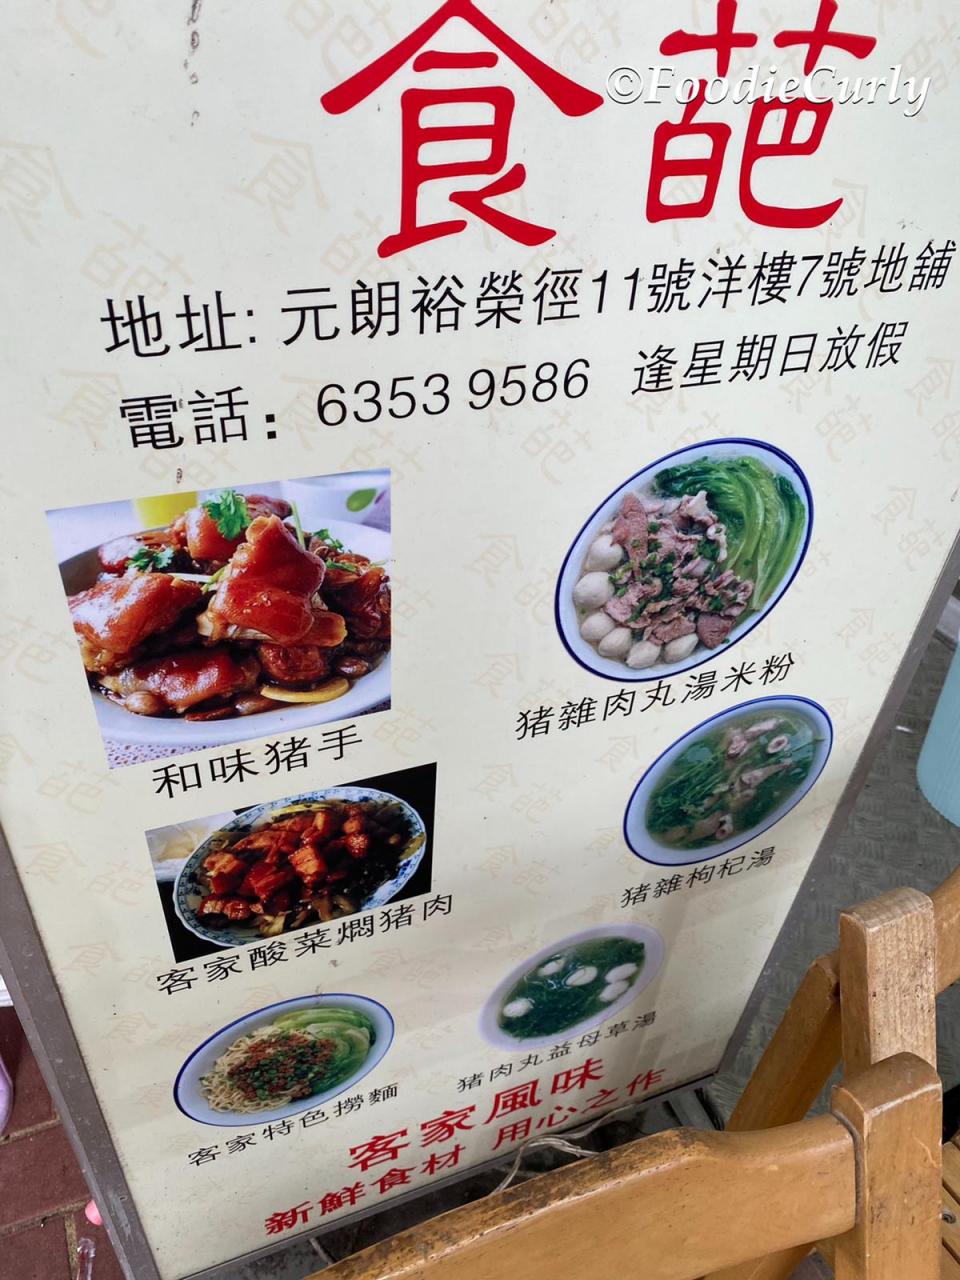 食葩
©FoodieCurly
地址: 元朗裕榮徑11號洋樓7號地舖
電話: 6353 9586 逢星期日放假
和味猪手
猪雜肉丸湯米粉
客家酸菜燜猪肉
猪雜枸杞湯
客家特色撈麵
猪肉丸益母草湯
客家風味
新鮮食材 用心之作